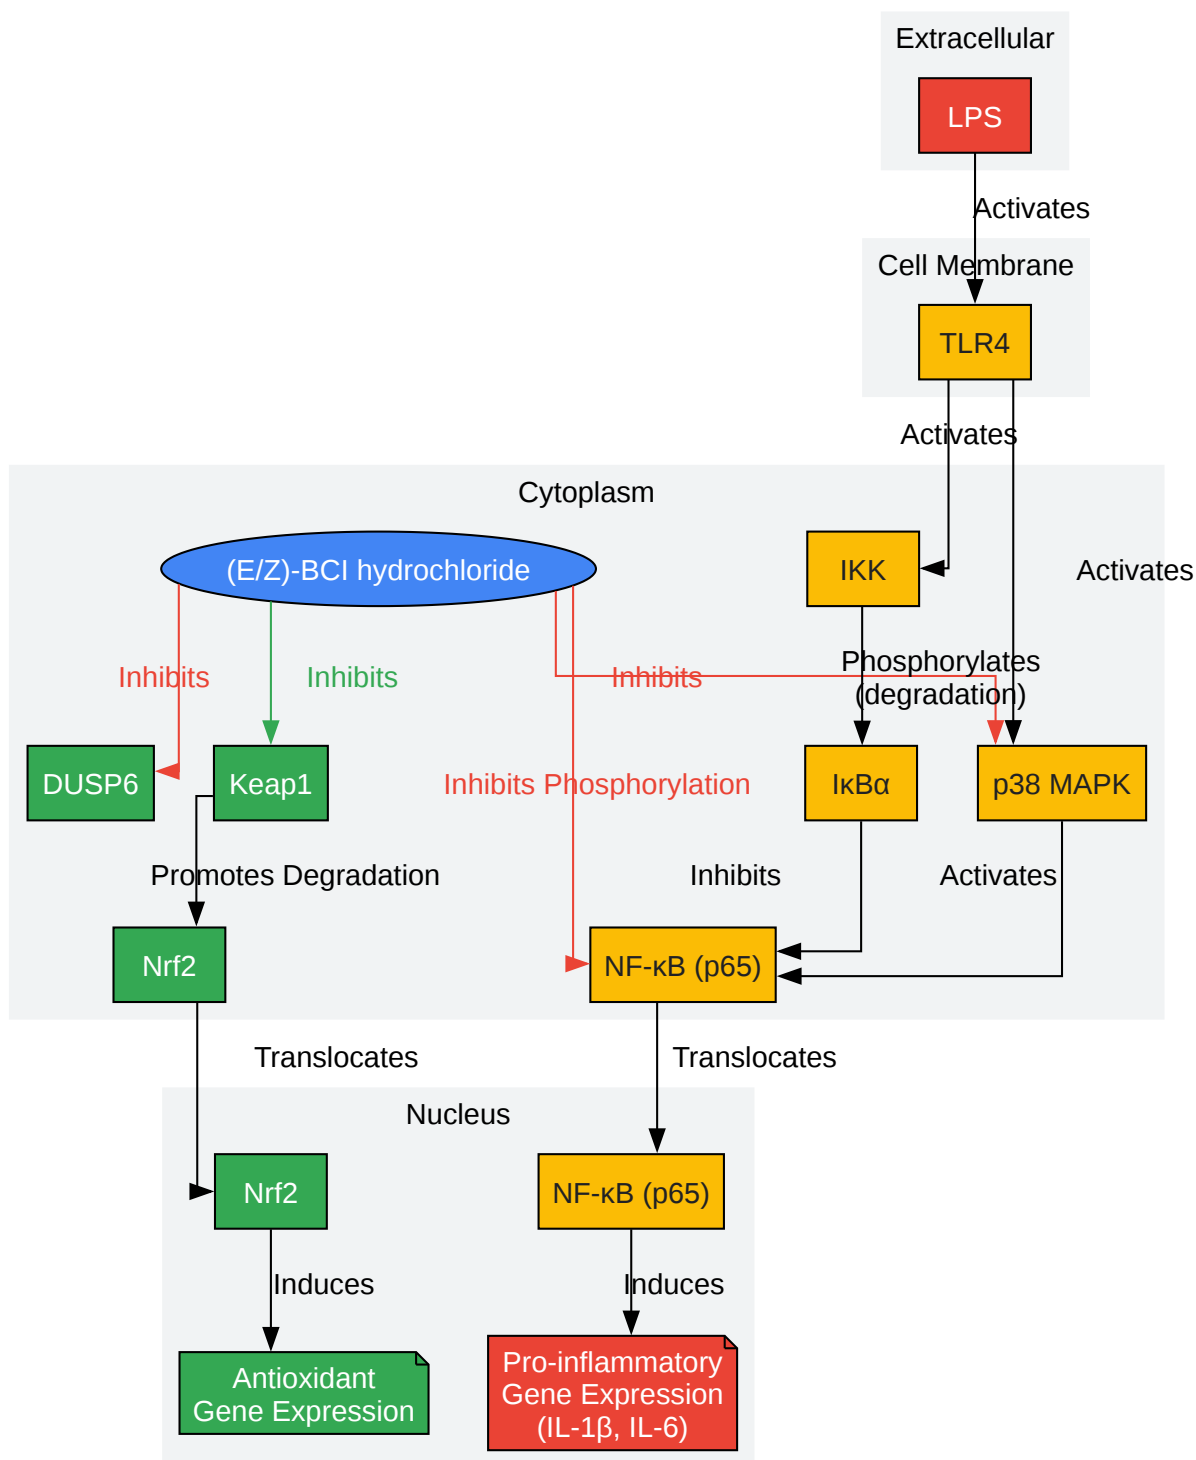 Extracellular
LPS
Activates
Cell Membrane
TLR4
Activates
Cytoplasm
(E/Z)-BCI hydrochloride
IKK
Activates
Inhibits
Inhibits
Inhibits
Phosphorylates
(degradation)
DUSP6
Keap1
Inhibits Phosphorylation
IκBα
p38 MAPK
Promotes Degradation
Inhibits
Activates
Nrf2
NF-κB (p65)
Translocates
Translocates
Nucleus
Nrf2
NF-κB (p65)
Induces
Induces
Antioxidant
Gene Expression
Pro-inflammatory
Gene Expression
(IL-1β, IL-6)